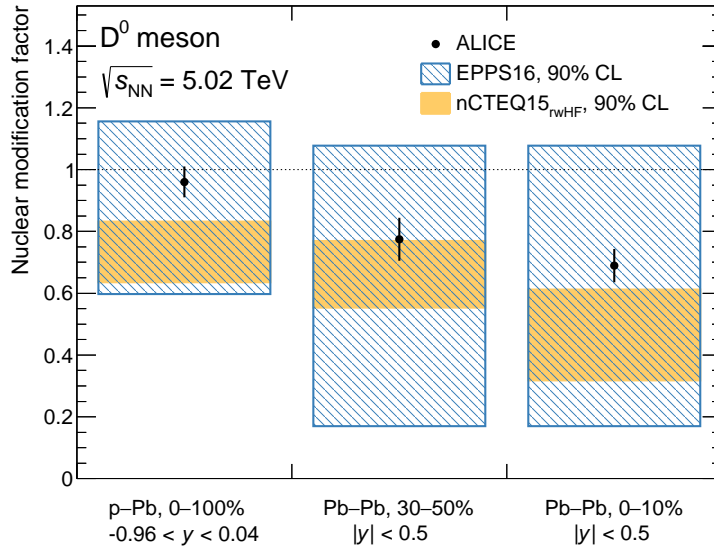 Nuclear modification factor
1.4
1.2
1
0.8
0.6
0.4
0.2
0
D⁰ meson
√sNN = 5.02 TeV
ALICE
EPPS16, 90% CL
nCTEQ15rwHF, 90% CL
p–Pb, 0–100%
-0.96 < y < 0.04
Pb–Pb, 30–50%
|y| < 0.5
Pb–Pb, 0–10%
|y| < 0.5